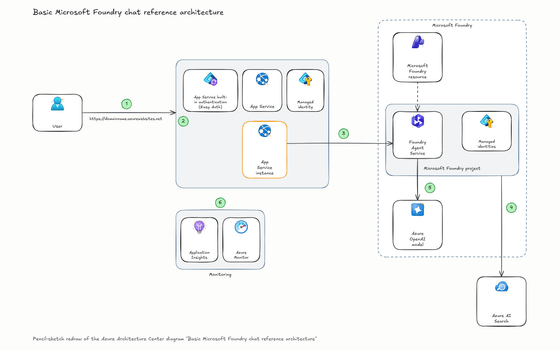 Basic Microsoft Foundry chat reference architecture
Microsoft Foundry
Microsoft
Foundry
resource
1
User
https://domainname.azurewebsites.net
2
App Service built-
in authentication
(Easy Auth)
App Service
Managed
identity
App
Service
instance
3
Foundry
Agent
Service
Managed
identities
Microsoft Foundry project
5
4
6
Azure
OpenAI
model
Application
Insights
Azure
Monitor
Monitoring
Azure AI
Search
Pencil-sketch redraw of the Azure Architecture Center diagram "Basic Microsoft Foundry chat reference architecture"